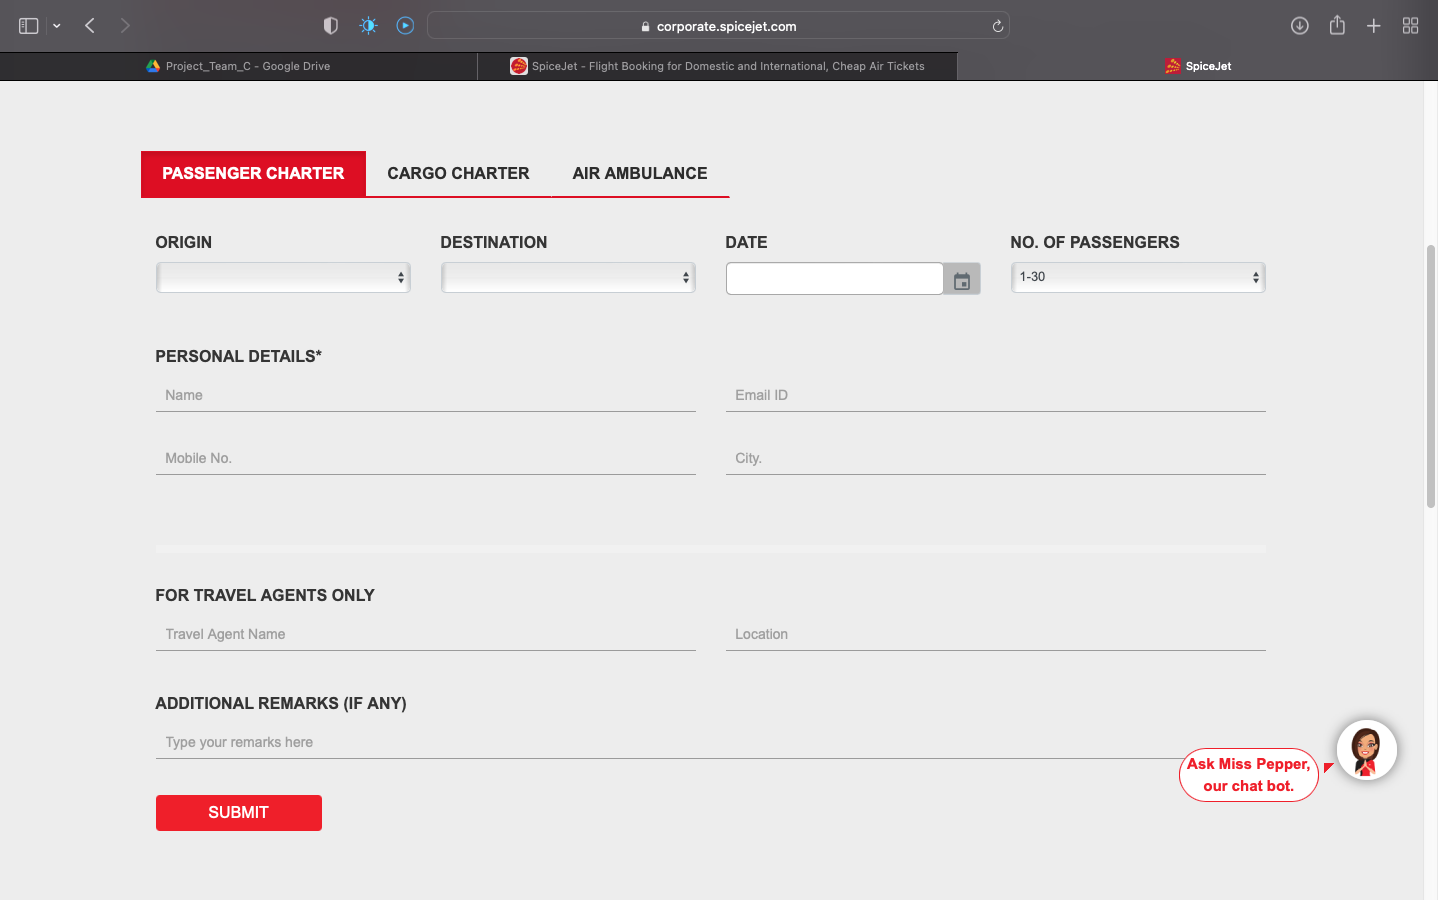 corporate.spicejet.com
Project_Team_C - Google Drive
SpiceJet - Flight Booking for Domestic and International, Cheap Air Tickets
SpiceJet
PASSENGER CHARTER
CARGO CHARTER
AIR AMBULANCE
ORIGIN
DESTINATION
DATE
NO. OF PASSENGERS
1-30
PERSONAL DETAILS*
Name
Email ID
Mobile No.
City.
FOR TRAVEL AGENTS ONLY
Travel Agent Name
Location
ADDITIONAL REMARKS (IF ANY)
Type your remarks here
Ask Miss Pepper,
our chat bot.
SUBMIT